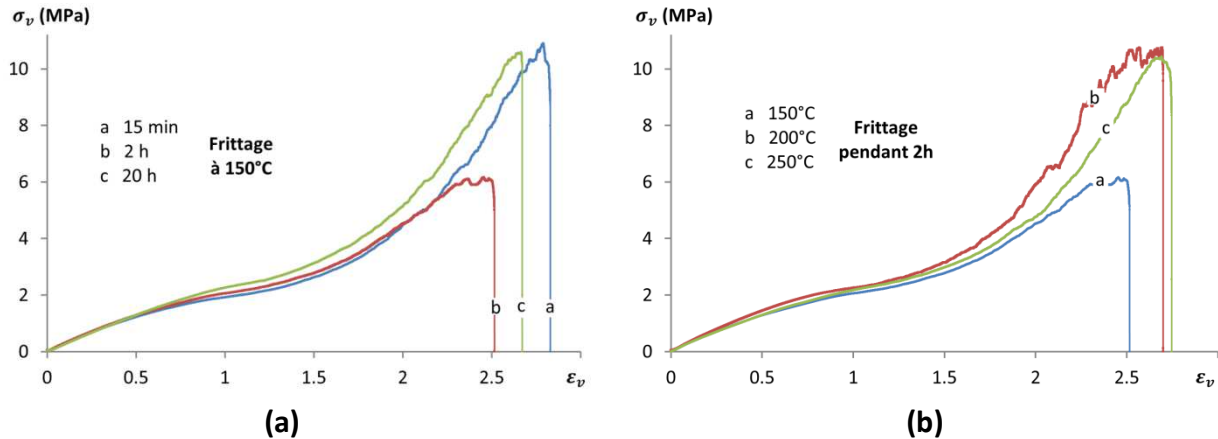 σᵥ (MPa)
10
8
6
4
2
0
a 15 min
b 2 h
c 20 h
Frittage
à 150°C
b
c
a
0
0.5
1
1.5
2
2.5
εᵥ
(a)
σᵥ (MPa)
10
8
6
4
2
0
a 150°C
b 200°C
c 250°C
Frittage
pendant 2h
b
c
a
0
0.5
1
1.5
2
2.5
εᵥ
(b)